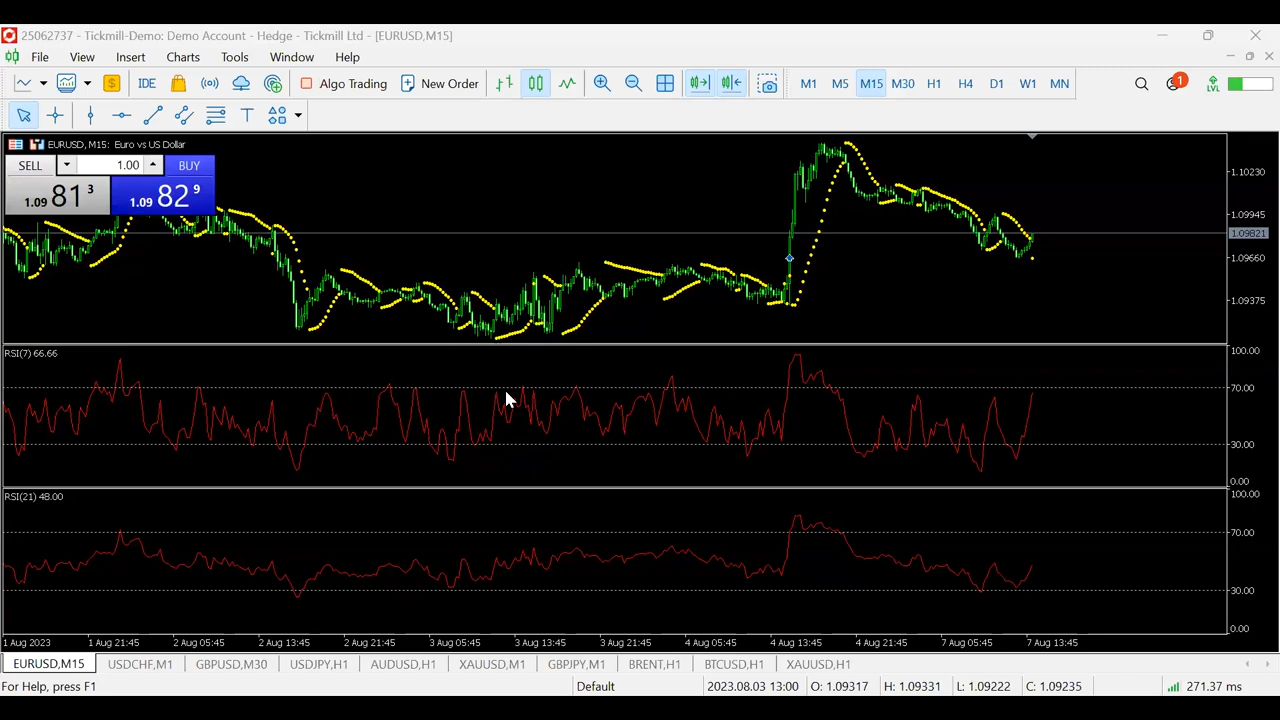 25062737 - Tickmill-Demo: Demo Account - Hedge - Tickmill Ltd - [EURUSD,M15]
File View Insert Charts Tools Window Help
IDE Algo Trading New Order M1 M5 M15 M30 H1 H4 D1 W1 MN 1 LVL
T
EURUSD, M15: Euro vs US Dollar
SELL 1.00 BUY
1.09 81 3 1.09 82 9
1.10230
1.09945
1.09821
1.09660
1.09375
RSI(7) 66.66
100.00
70.00
30.00
0.00
RSI(21) 48.00
100.00
70.00
30.00
0.00
1 Aug 2023 1 Aug 21:45 2 Aug 05:45 2 Aug 13:45 2 Aug 21:45 3 Aug 05:45 3 Aug 13:45 3 Aug 21:45 4 Aug 05:45 4 Aug 13:45 4 Aug 21:45 7 Aug 05:45 7 Aug 13:45
EURUSD,M15 USDCHF,M1 GBPUSD,M30 USDJPY,H1 AUDUSD,H1 XAUUSD,M1 GBPJPY,M1 BRENT,H1 BTCUSD,H1 XAUUSD,H1
For Help, press F1 Default 2023.08.03 13:00 O: 1.09317 H: 1.09331 L: 1.09222 C: 1.09235 271.37 ms